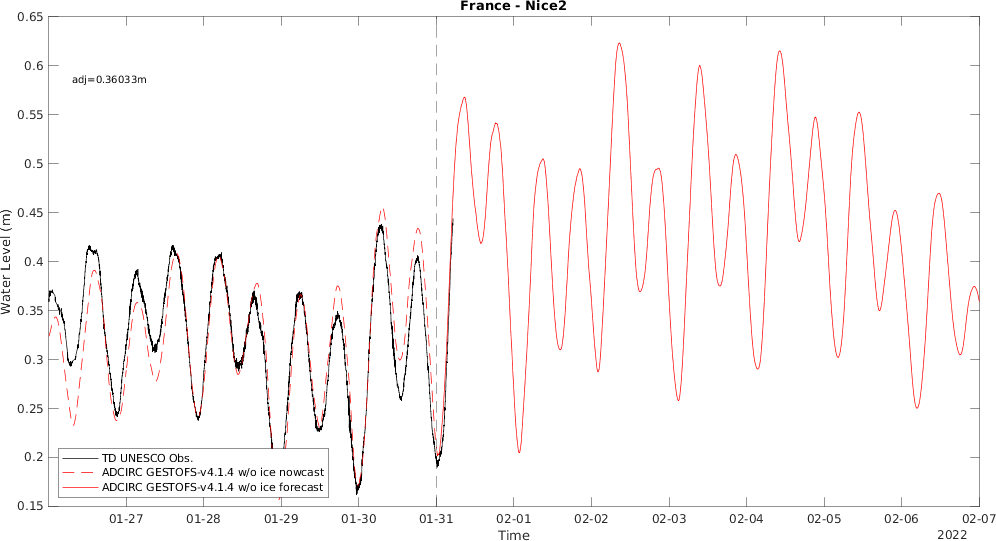 France - Nice2
adj=0.36033m
Water Level (m)
0.65
0.6
0.55
0.5
0.45
0.4
0.35
0.3
0.25
0.2
0.15
TD UNESCO Obs.
ADCIRC GESTOFS-v4.1.4 w/o ice nowcast
ADCIRC GESTOFS-v4.1.4 w/o ice forecast
01-27 01-28 01-29 01-30 01-31 02-01 02-02 02-03 02-04 02-05 02-06 02-07
Time
2022